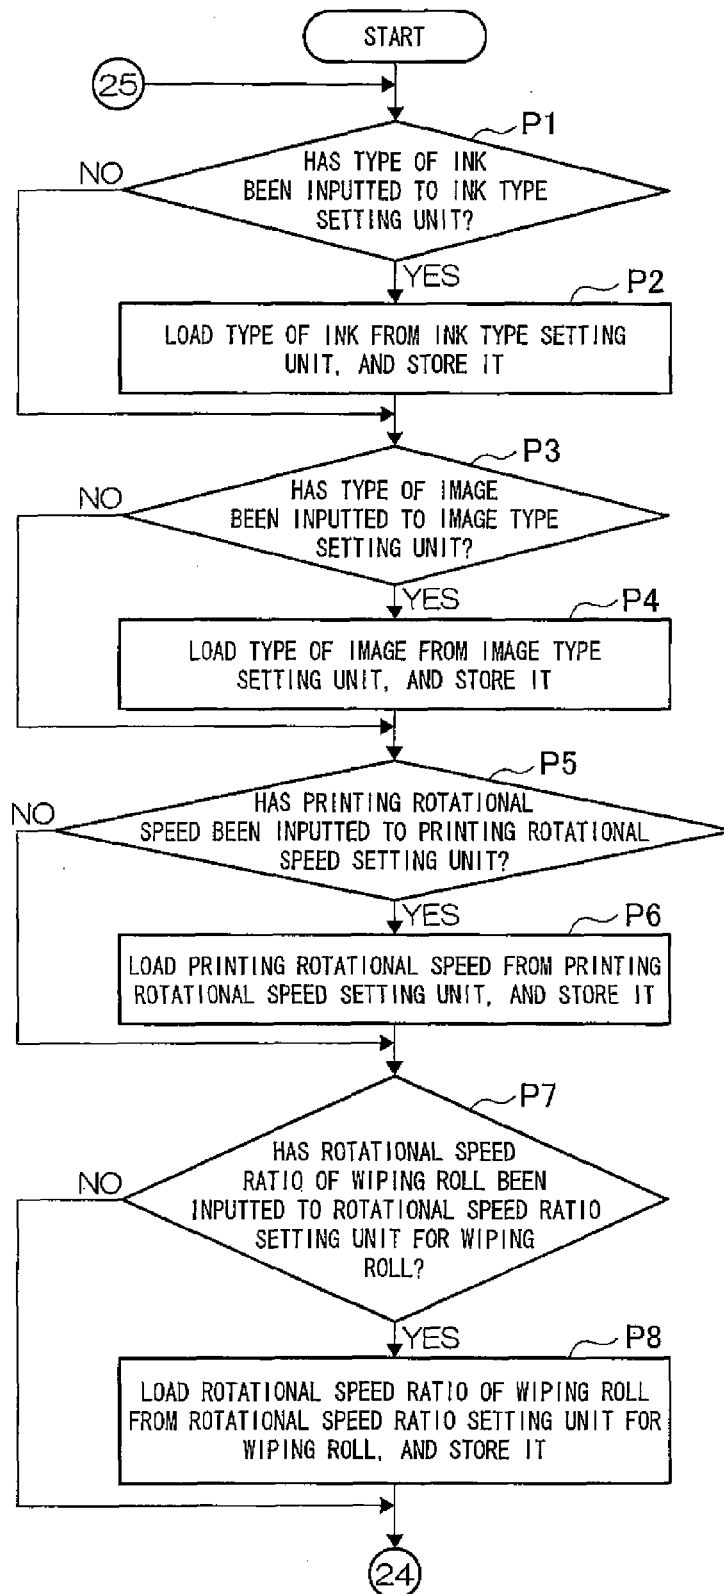 START
25
P1
HAS TYPE OF INK
NO
BEEN INPUTTED TO INK TYPE
SETTING UNIT?
YES
P2
LOAD TYPE OF INK FROM INK TYPE SETTING
UNIT, AND STORE IT
P3
HAS TYPE OF IMAGE
NO
BEEN INPUTTED TO IMAGE TYPE
SETTING UNIT?
YES
P4
LOAD TYPE OF IMAGE FROM IMAGE TYPE
SETTING UNIT, AND STORE IT
P5
HAS PRINTING ROTATIONAL
NO
SPEED BEEN INPUTTED TO PRINTING ROTATIONAL
SPEED SETTING UNIT?
YES
P6
LOAD PRINTING ROTATIONAL SPEED FROM PRINTING
ROTATIONAL SPEED SETTING UNIT, AND STORE IT
P7
HAS ROTATIONAL SPEED
RATIO OF WIPING ROLL BEEN
NO
INPUTTED TO ROTATIONAL SPEED RATIO
SETTING UNIT FOR WIPING
ROLL?
YES
P8
LOAD ROTATIONAL SPEED RATIO OF WIPING ROLL
FROM ROTATIONAL SPEED RATIO SETTING UNIT FOR
WIPING ROLL, AND STORE IT
24